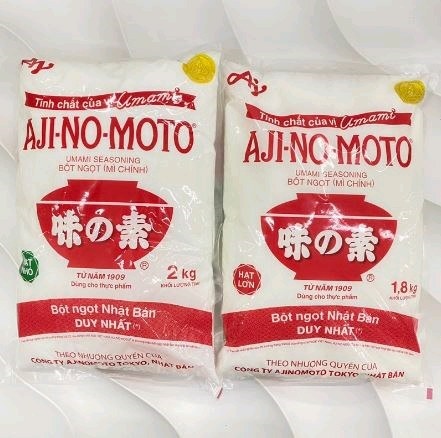 Tinh chất của vị Umami
AJI-NO-MOTO®
UMAMI SEASONING
BỘT NGỌT (MÌ CHÍNH)
味の素
®
TỪ NĂM 1909
Dùng cho thực phẩm
HẠT NHỎ
2 kg
KHỐI LƯỢNG TỊNH
Bột ngọt Nhật Bản
DUY NHẤT (*)
THEO NHƯỢNG QUYỀN CỦA
CÔNG TY AJINOMOTO TOKYO, NHẬT BẢN
Tinh chất của vị Umami
AJI-NO-MOTO®
UMAMI SEASONING
BỘT NGỌT (MÌ CHÍNH)
味の素
®
TỪ NĂM 1909
Dùng cho thực phẩm
HẠT
LỚN
1,8 kg
KHỐI LƯỢNG TỊNH
Bột ngọt Nhật Bản
DUY NHẤT (*)
THEO NHƯỢNG QUYỀN CỦA
CÔNG TY AJINOMOTO TOKYO, NHẬT BẢN